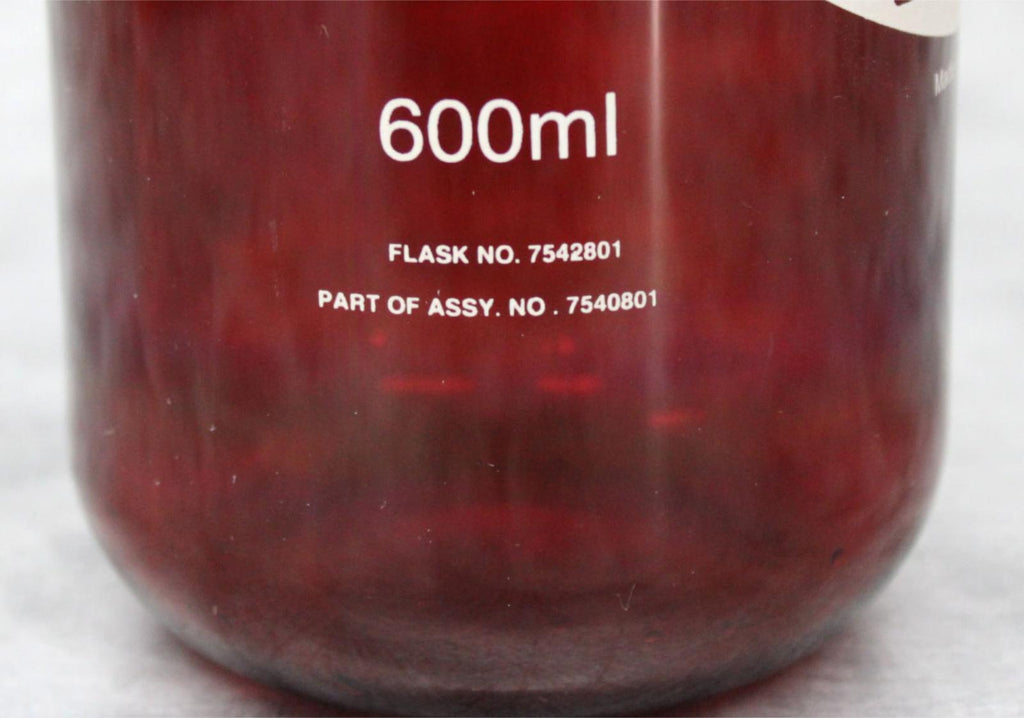 600ml
FLASK NO. 7542801
PART OF ASSY. NO . 7540801